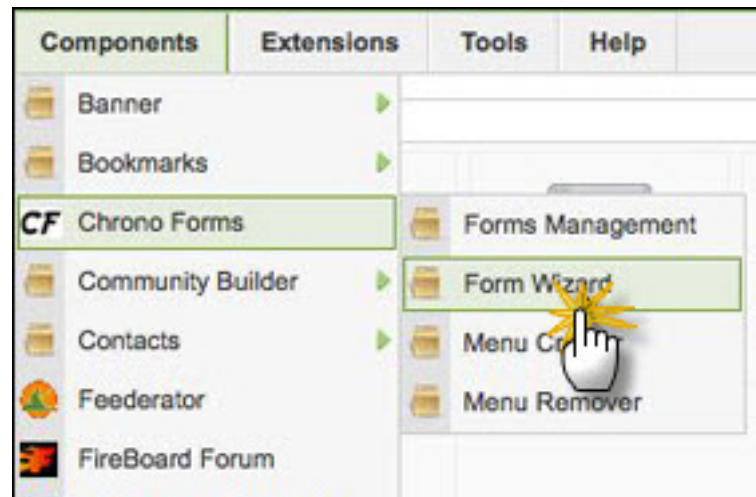 Components Extensions Tools Help
Banner
Bookmarks
CF Chrono Forms
Community Builder
Contacts
Feederator
FireBoard Forum
Forms Management
Form Wizard
Menu
Menu Remover